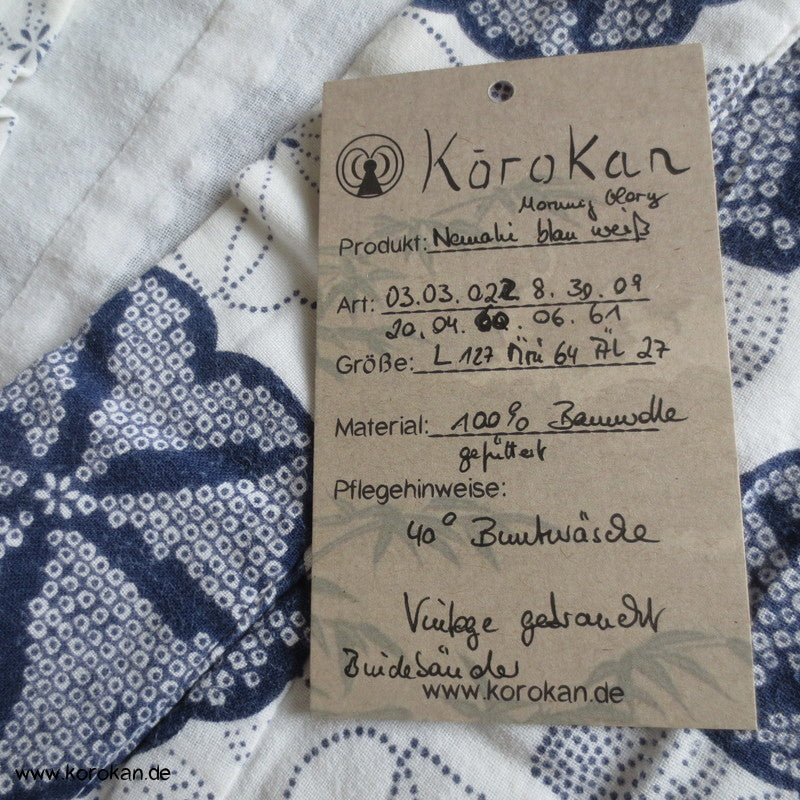 Kōrokan
Morning Glory
Produkt: Nemaki blau weiß
Art: 03.03.022 8.30.09
20.04. 60.06.61
Größe: L 127 Ärü 64 ÄL 27
Material: 100% Baumwolle
gefüttert
Pflegehinweise:
40° Buntwäsche
Vintage gebraucht
Bindebänder
www.korokan.de
www.korokan.de